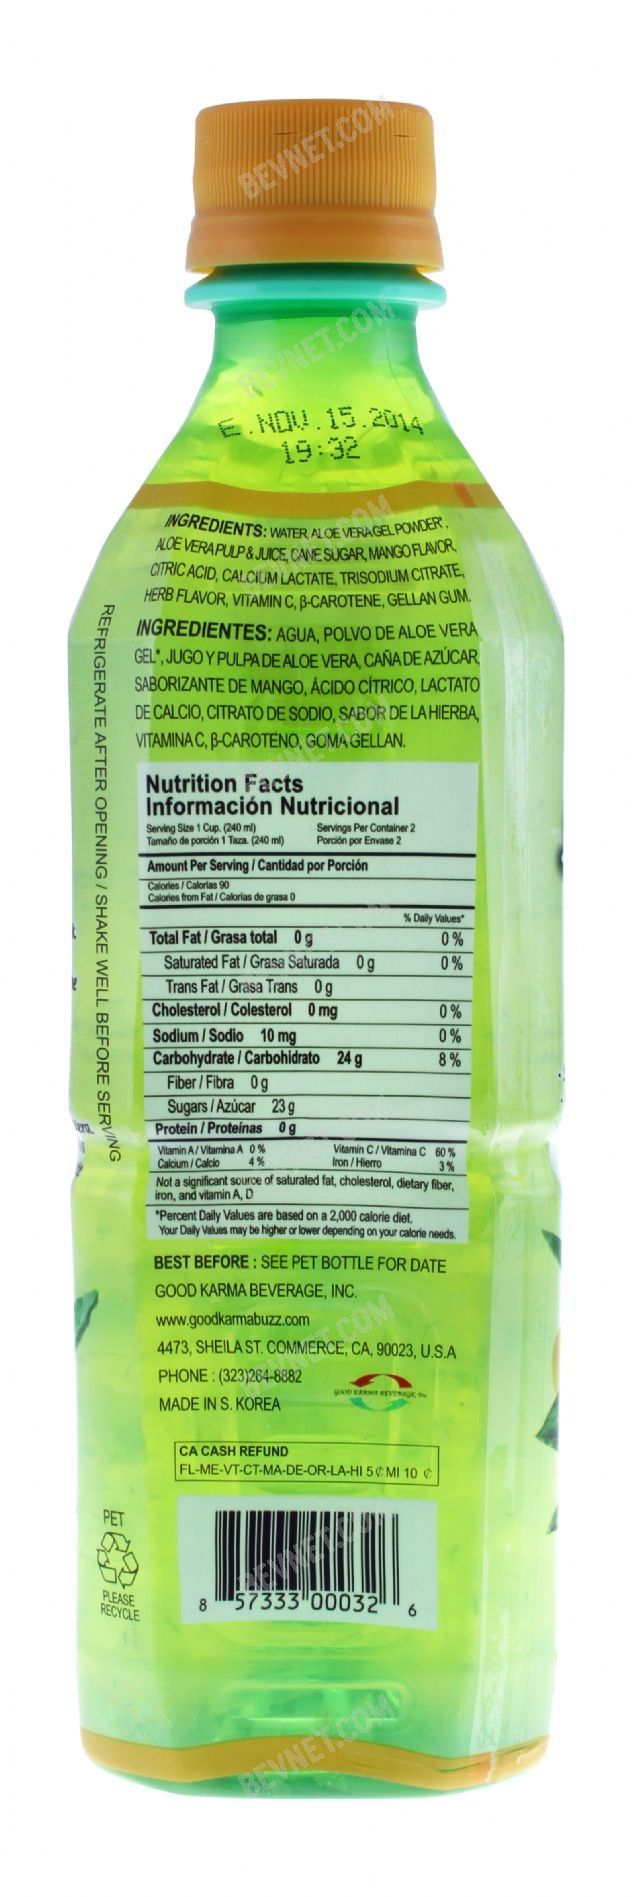 E. NOV. 15. 2014
19:32
INGREDIENTS: WATER, ALOE VERA GEL POWDER*,
ALOE VERA PULP & JUICE, CANE SUGAR, MANGO FLAVOR,
CITRIC ACID, CALCIUM LACTATE, TRISODIUM CITRATE,
HERB FLAVOR, VITAMIN C, β-CAROTENE, GELLAN GUM.
INGREDIENTES: AGUA, POLVO DE ALOE VERA
GEL*, JUGO Y PULPA DE ALOE VERA, CAÑA DE AZÚCAR,
SABORIZANTE DE MANGO, ÁCIDO CÍTRICO, LACTATO
DE CALCIO, CITRATO DE SODIO, SABOR DE LA HIERBA,
VITAMINA C, β-CAROTENO, GOMA GELLAN.
REFRIGERATE AFTER OPENING / SHAKE WELL BEFORE SERVING
Nutrition Facts
Información Nutricional
Serving Size 1 Cup. (240 ml) Servings Per Container 2
Tamaño de porción 1 Taza. (240 ml) Porción por Envase 2
Amount Per Serving / Cantidad por Porción
Calories / Calorías 90
Calories from Fat / Calorías de grasa 0
% Daily Values*
Total Fat / Grasa total 0 g 0 %
Saturated Fat / Grasa Saturada 0 g 0 %
Trans Fat / Grasa Trans 0 g
Cholesterol / Colesterol 0 mg 0 %
Sodium / Sodio 10 mg 0 %
Carbohydrate / Carbohidrato 24 g 8 %
Fiber / Fibra 0 g
Sugars / Azúcar 23 g
Protein / Proteínas 0 g
Vitamin A / Vitamina A 0 % Vitamin C / Vitamina C 60 %
Calcium / Calcio 4 % Iron / Hierro 3 %
Not a significant source of saturated fat, cholesterol, dietary fiber,
iron, and vitamin A, D
*Percent Daily Values are based on a 2,000 calorie diet.
Your Daily Values may be higher or lower depending on your calorie needs.
BEST BEFORE : SEE PET BOTTLE FOR DATE
GOOD KARMA BEVERAGE, INC.
www.goodkarmabuzz.com
4473, SHEILA ST. COMMERCE, CA, 90023, U.S.A
PHONE : (323)264-8882
GOOD KARMA BEVERAGE, Inc.
MADE IN S. KOREA
CA CASH REFUND
FL-ME-VT-CT-MA-DE-OR-LA-HI 5 ₵ MI 10 ₵
PET
PLEASE
RECYCLE
8 57333 00032 6
BEVNET.COM
BEVNET.COM
BEVNET.COM
BEVNET.COM
BEVNET.COM
BEVNET.COM
BEVNET.COM
BEVNET.COM
BEVNET.COM